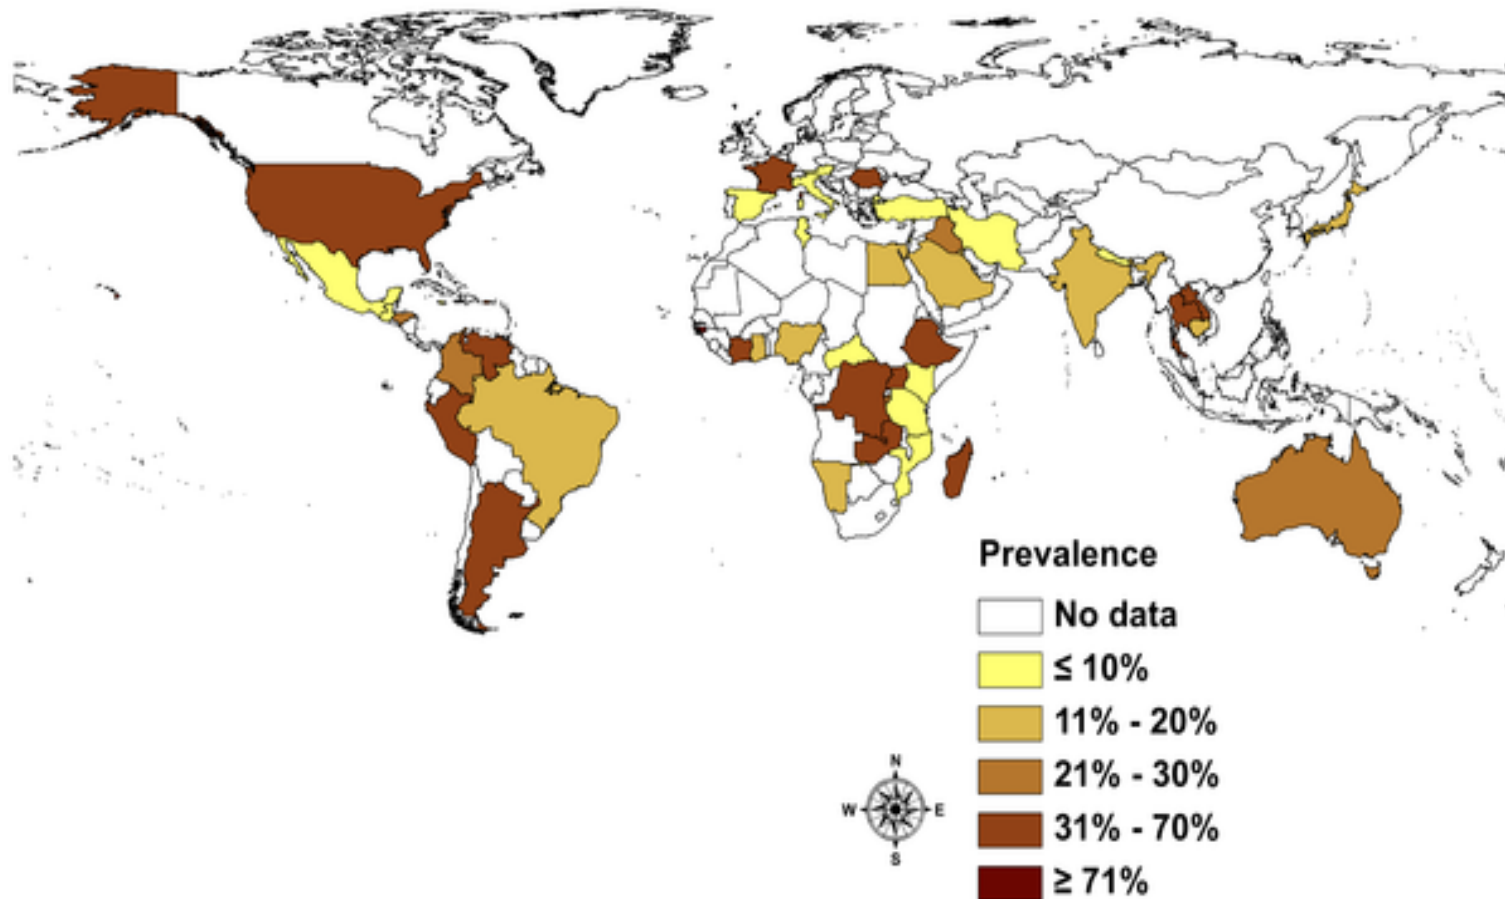 Prevalence
No data
≤ 10%
11% - 20%
21% - 30%
31% - 70%
≥ 71%
N
W E
S